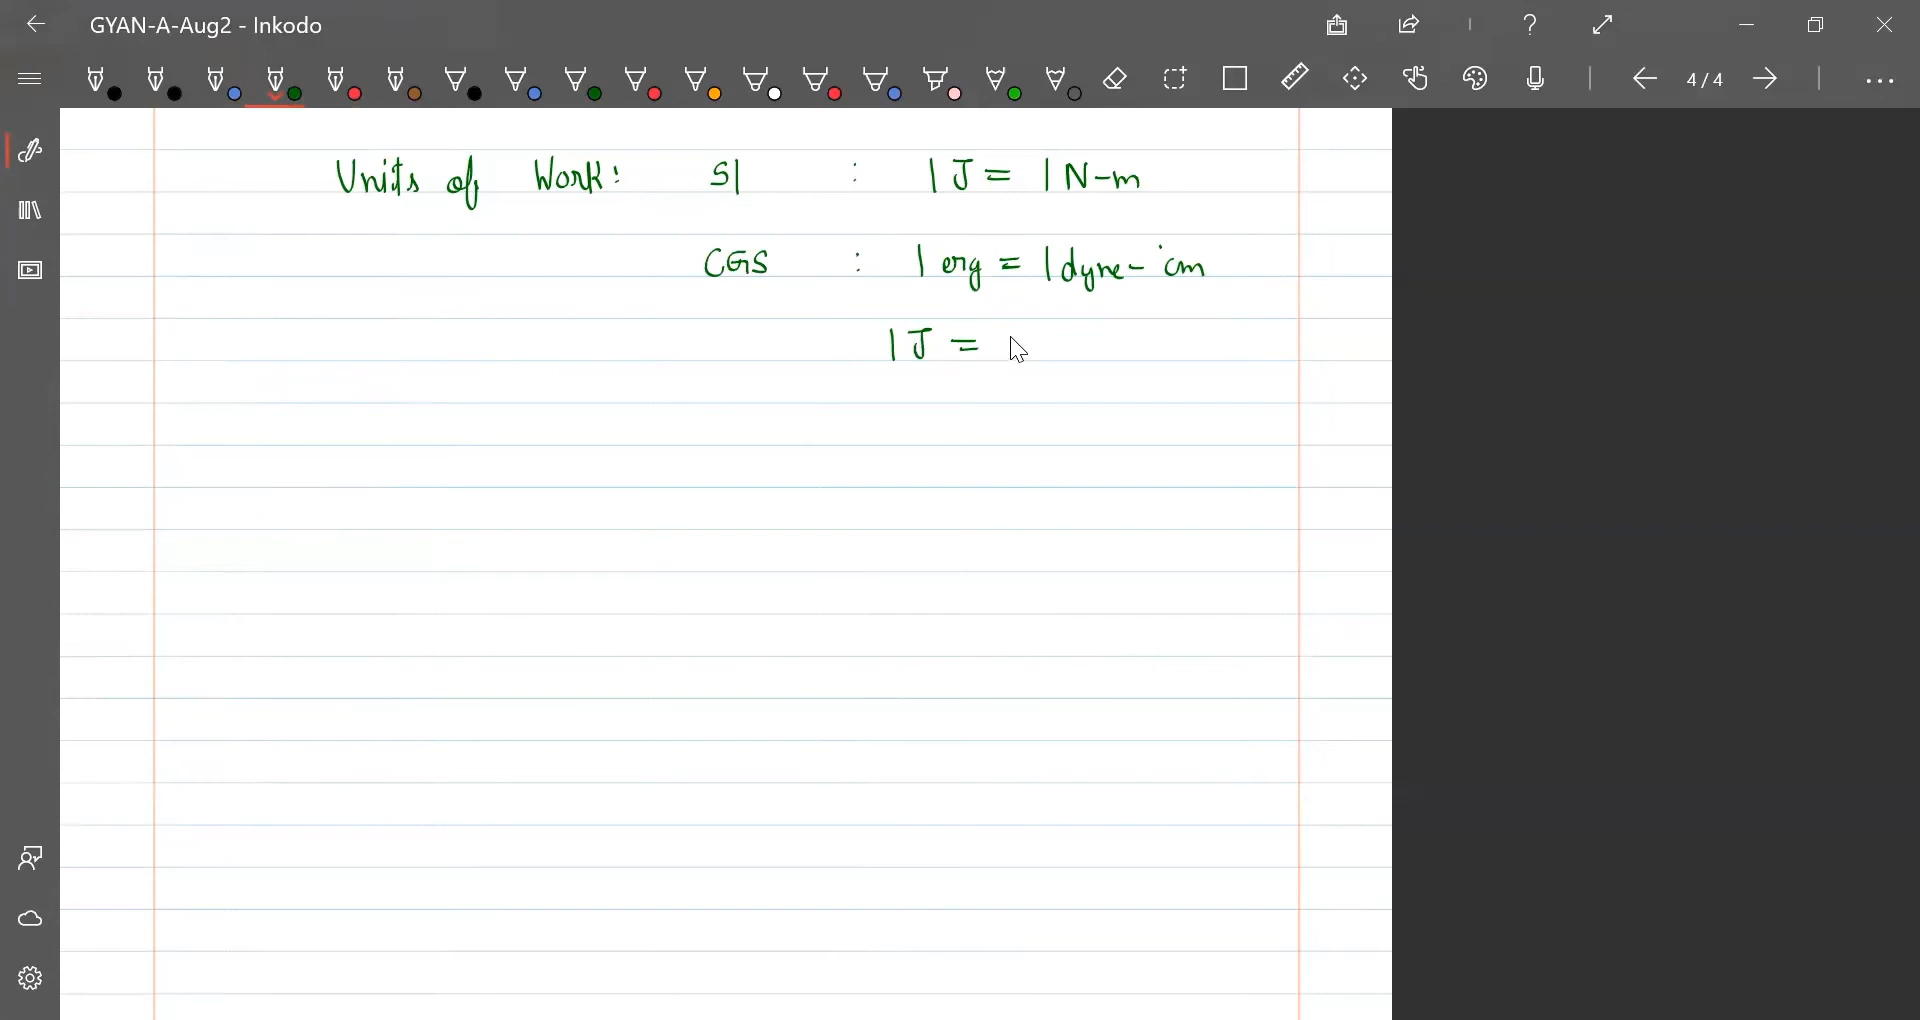 GYAN-A-Aug2 - Inkodo
4/4
Units of Work: SI : 1 J = 1 N-m
CGS : 1 erg = 1 dyne- cm
1 J =